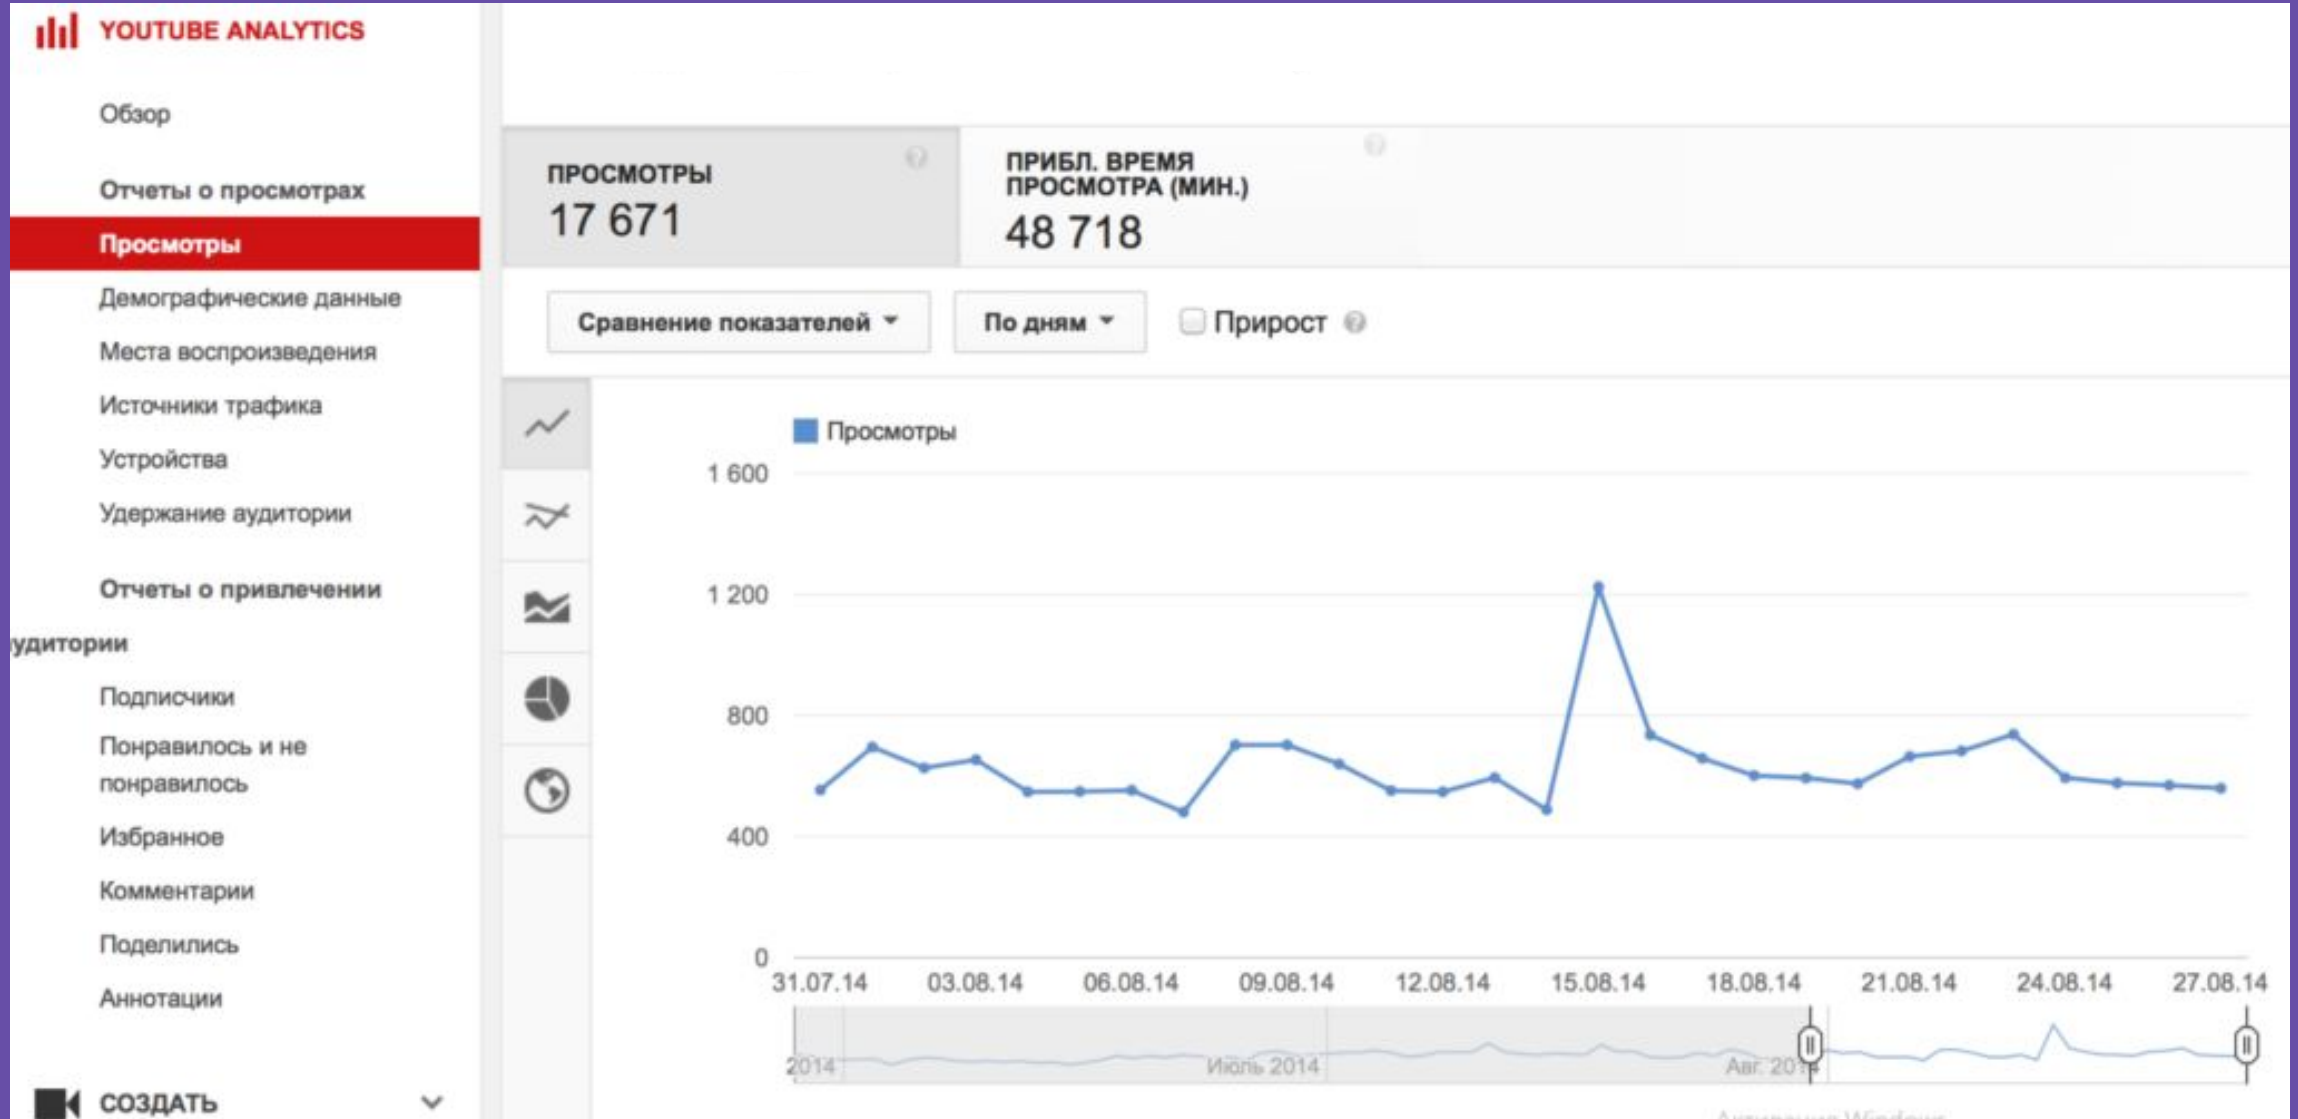 YOUTUBE ANALYTICS
Обзор
Отчеты о просмотрах
Просмотры
Демографические данные
Места воспроизведения
Источники трафика
Устройства
Удержание аудитории
Отчеты о привлечении
удитории
Подписчики
Понравилось и не
понравилось
Избранное
Комментарии
Поделились
Аннотации
СОЗДАТЬ
ПРОСМОТРЫ
17 671
ПРИБЛ. ВРЕМЯ
ПРОСМОТРА (МИН.)
48 718
Сравнение показателей
По дням
Прирост
Просмотры
1 600
1 200
800
400
0
31.07.14 03.08.14 06.08.14 09.08.14 12.08.14 15.08.14 18.08.14 21.08.14 24.08.14 27.08.14
2014 Июль 2014 Авг. 2014